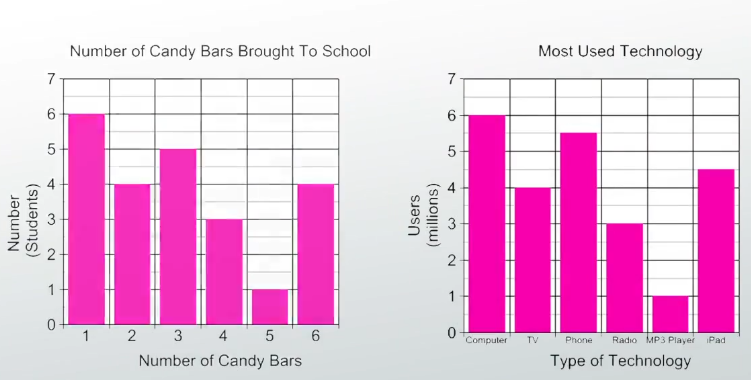 Number of Candy Bars Brought To School
7
6
5
4
3
2
1
0
Number
(Students)
1 2 3 4 5 6
Number of Candy Bars
Most Used Technology
7
6
5
4
3
2
1
0
Users
(millions)
Computer TV Phone Radio MP3 Player iPad
Type of Technology